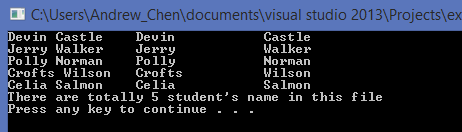 C:\Users\Andrew_Chen\documents\visual studio 2013\Projects\ex
Devin Castle Devin Castle
Jerry Walker Jerry Walker
Polly Norman Polly Norman
Crofts Wilson Crofts Wilson
Celia Salmon Celia Salmon
There are totally 5 student's name in this file
Press any key to continue . . .